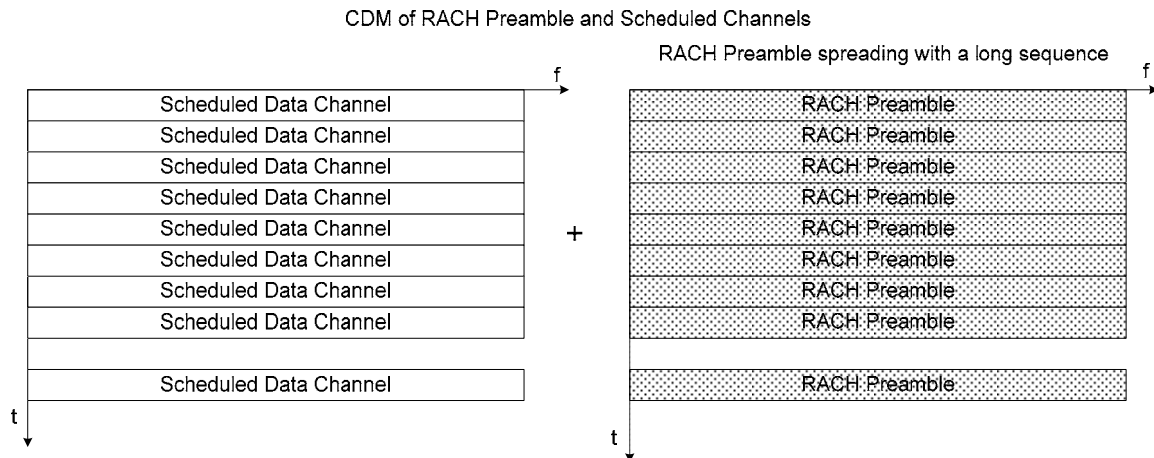 CDM of RACH Preamble and Scheduled Channels
RACH Preamble spreading with a long sequence
f
Scheduled Data Channel
Scheduled Data Channel
Scheduled Data Channel
Scheduled Data Channel
Scheduled Data Channel
Scheduled Data Channel
Scheduled Data Channel
Scheduled Data Channel
Scheduled Data Channel
t
+
f
RACH Preamble
RACH Preamble
RACH Preamble
RACH Preamble
RACH Preamble
RACH Preamble
RACH Preamble
RACH Preamble
RACH Preamble
t